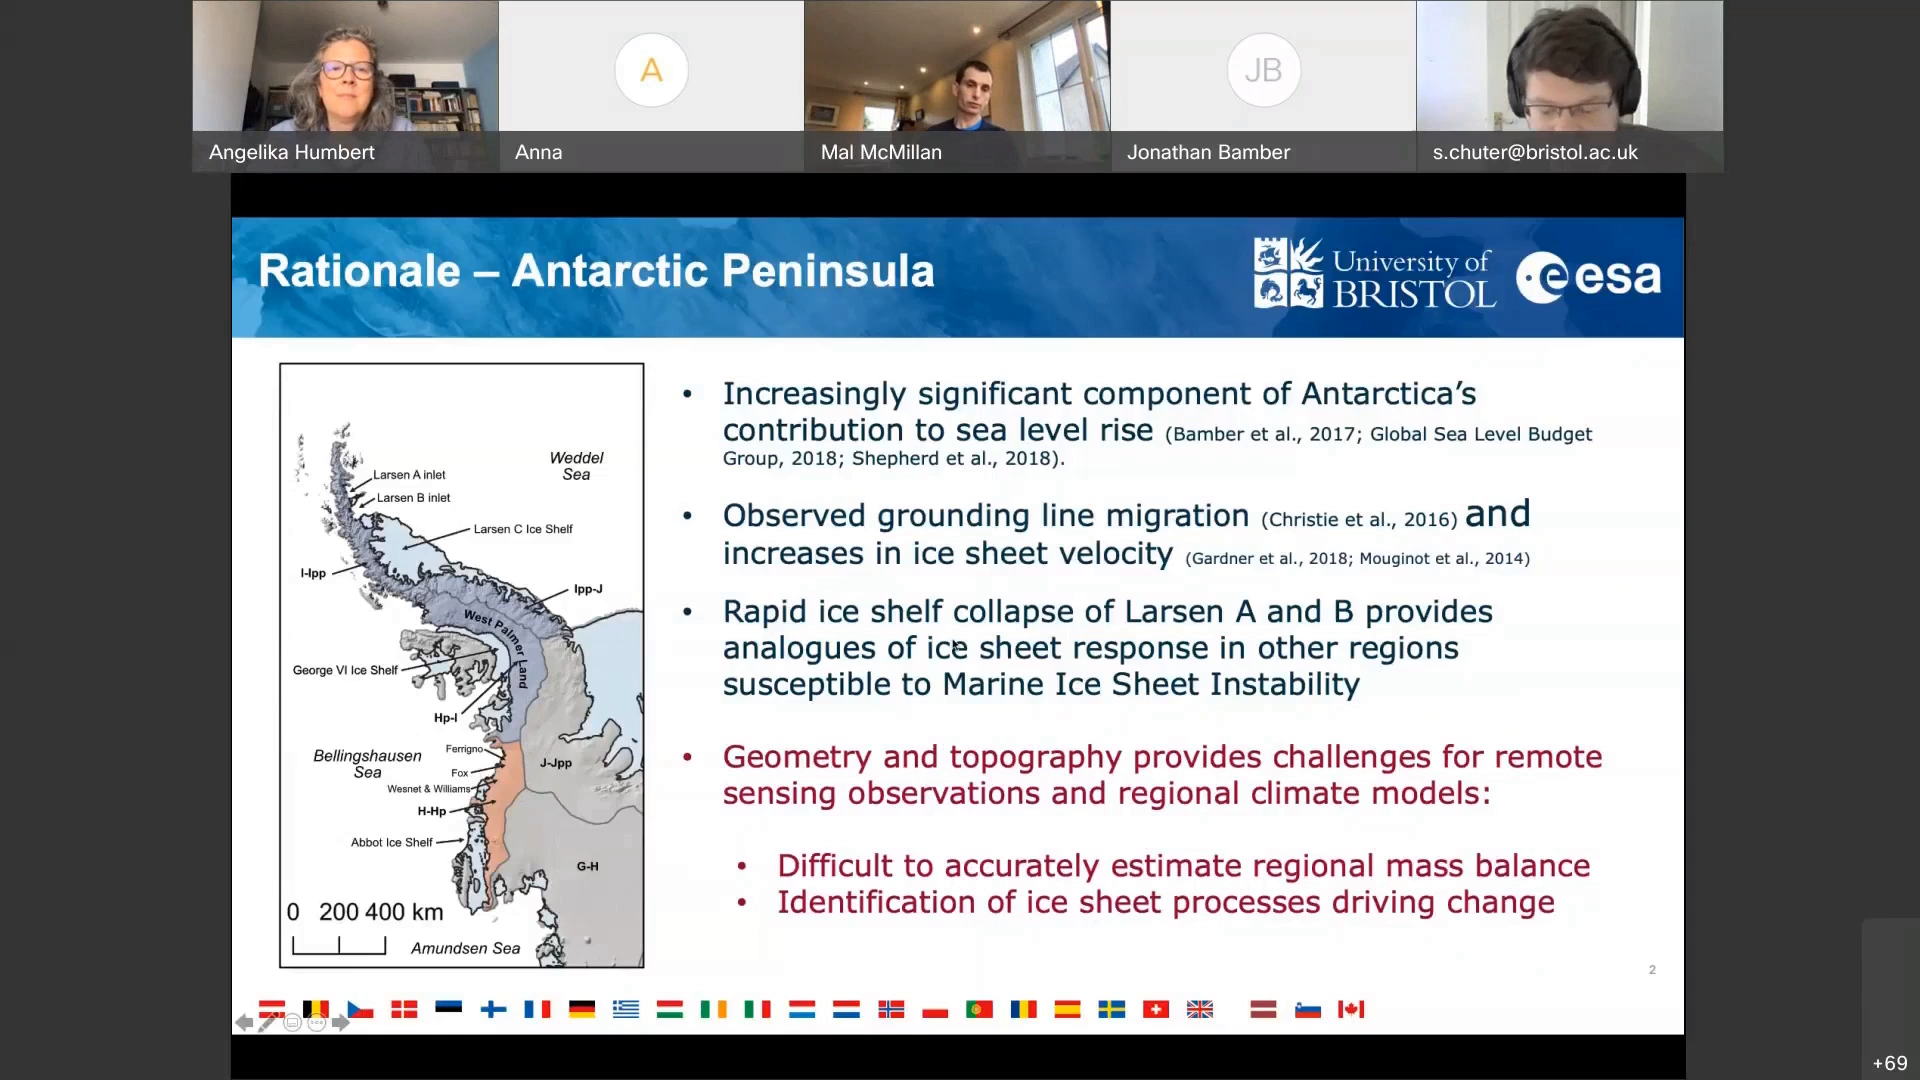 A
JB
Angelika Humbert
Anna
Mal McMillan
Jonathan Bamber
s.chuter@bristol.ac.uk
Rationale – Antarctic Peninsula
University of
BRISTOL
esa
Weddel
Sea
Larsen A inlet
Larsen B inlet
Larsen C Ice Shelf
I-Ipp
Ipp-J
West Palmer Land
George VI Ice Shelf
Hp-I
Bellingshausen
Sea
Ferrigno
Fox
Wesnet & Williams
J-Jpp
H-Hp
Abbot Ice Shelf
G-H
0 200 400 km
Amundsen Sea
• Increasingly significant component of Antarctica’s
contribution to sea level rise (Bamber et al., 2017; Global Sea Level Budget
Group, 2018; Shepherd et al., 2018).
• Observed grounding line migration (Christie et al., 2016) and
increases in ice sheet velocity (Gardner et al., 2018; Mouginot et al., 2014)
• Rapid ice shelf collapse of Larsen A and B provides
analogues of ice sheet response in other regions
susceptible to Marine Ice Sheet Instability
• Geometry and topography provides challenges for remote
sensing observations and regional climate models:
• Difficult to accurately estimate regional mass balance
• Identification of ice sheet processes driving change
2
+69